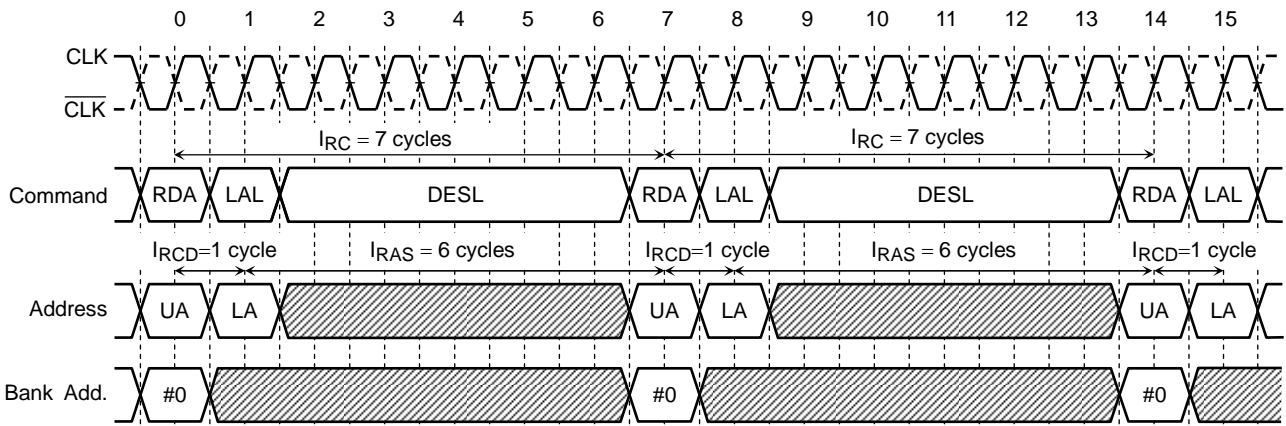 0 1 2 3 4 5 6 7 8 9 10 11 12 13 14 15
CLK
CLK
IRC = 7 cycles IRC = 7 cycles
Command RDA LAL DESL RDA LAL DESL RDA LAL
IRCD=1 cycle IRAS = 6 cycles IRCD=1 cycle IRAS = 6 cycles IRCD=1 cycle
Address UA LA UA LA UA LA
Bank Add. #0 #0 #0